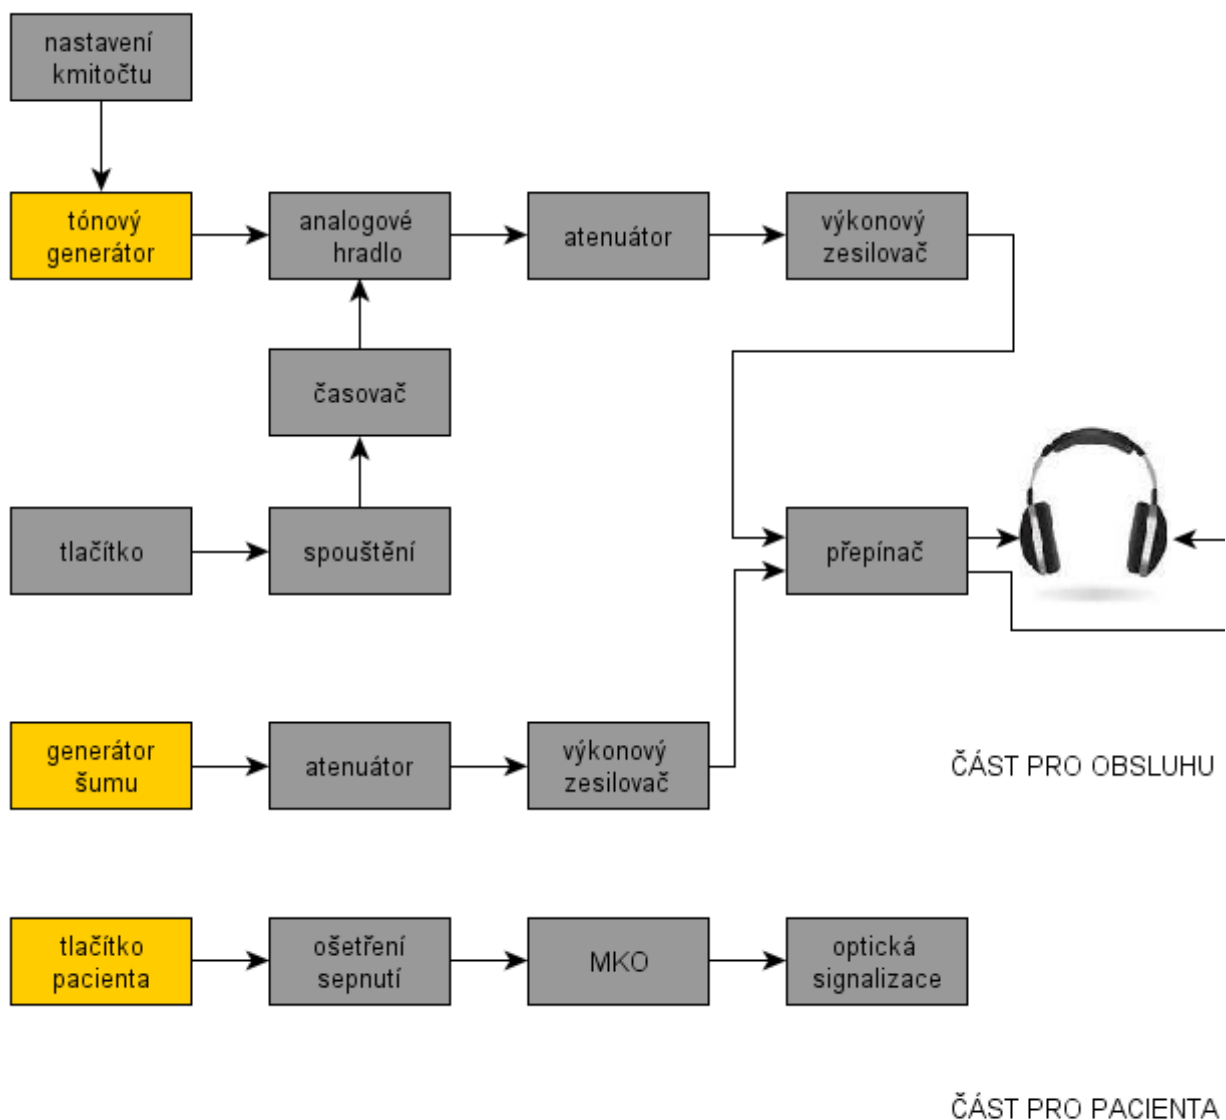 nastavení
kmitočtu
tónový
generátor
analogové
hradlo
atenuátor
výkonový
zesilovač
časovač
tlačítko
spouštění
přepínač
generátor
šumu
atenuátor
výkonový
zesilovač
ČÁST PRO OBSLUHU
tlačítko
pacienta
ošetření
sepnutí
MKO
optická
signalizace
ČÁST PRO PACIENTA